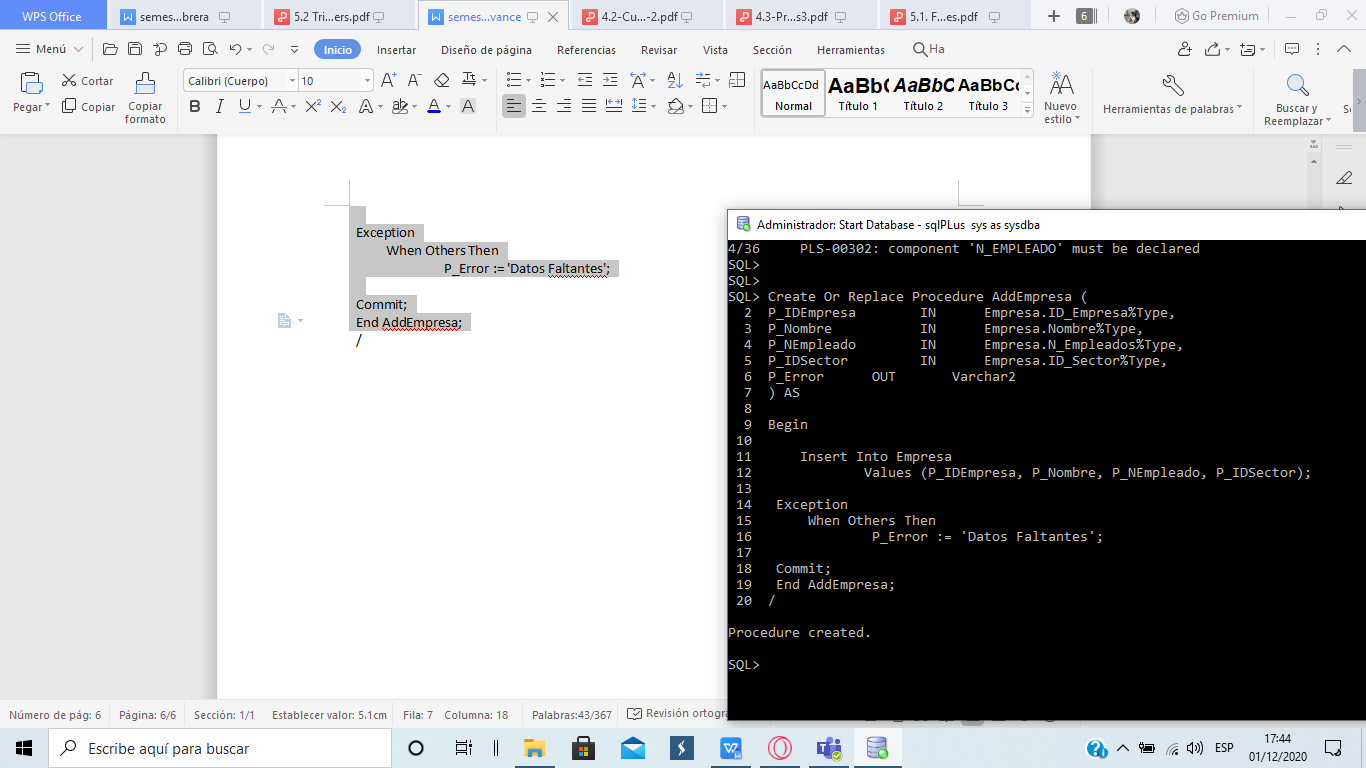 WPS Office
semes...brera
5.2 Tri...ers.pdf
semes...vance
4.2-Cu...-2.pdf
4.3-Pr...s3.pdf
5.1. F...es.pdf
6
Go Premium
Menú
Inicio
Insertar
Diseño de página
Referencias
Revisar
Vista
Sección
Herramientas
Ha
Pegar
Cortar
Copiar
Copiar formato
Calibri (Cuerpo)
10
AaBbCcDd
Normal
AaBbC
Título 1
AaBbC
Título 2
AaBbCc
Título 3
Nuevo estilo
Herramientas de palabras
Buscar y Reemplazar
Exception
When Others Then
P_Error := 'Datos Faltantes';
Commit;
End AddEmpresa;
/
Administrador: Start Database - sqlPLus sys as sysdba
4/36 PLS-00302: component 'N_EMPLEADO' must be declared
SQL>
SQL>
SQL> Create Or Replace Procedure AddEmpresa (
2 P_IDEmpresa IN Empresa.ID_Empresa%Type,
3 P_Nombre IN Empresa.Nombre%Type,
4 P_NEmpleado IN Empresa.N_Empleados%Type,
5 P_IDSector IN Empresa.ID_Sector%Type,
6 P_Error OUT Varchar2
7 ) AS
8
9 Begin
10
11 Insert Into Empresa
12 Values (P_IDEmpresa, P_Nombre, P_NEmpleado, P_IDSector);
13
14 Exception
15 When Others Then
16 P_Error := 'Datos Faltantes';
17
18 Commit;
19 End AddEmpresa;
20 /
Procedure created.
SQL>
Número de pág: 6
Página: 6/6
Sección: 1/1
Establecer valor: 5.1cm
Fila: 7
Columna: 18
Palabras:43/367
Revisión ortogra
Escribe aquí para buscar
ESP
17:44
01/12/2020